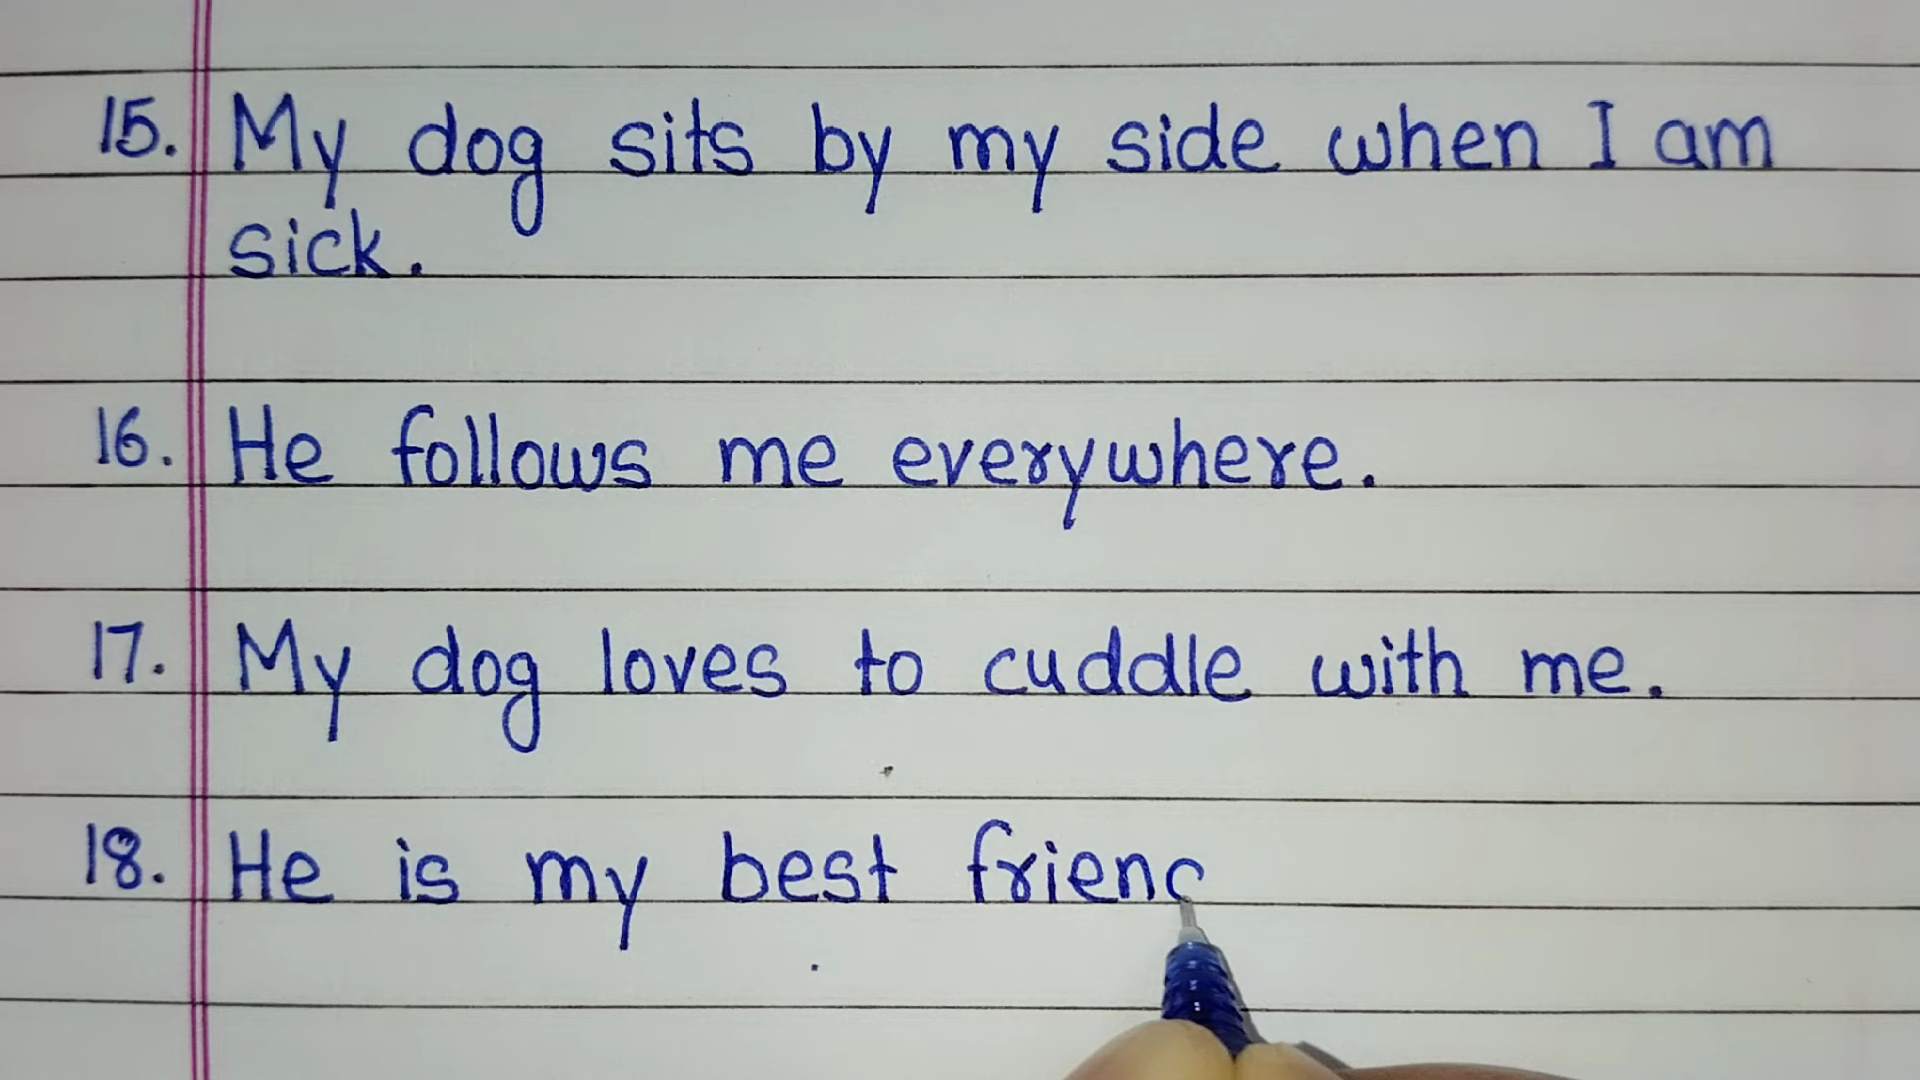 15. My dog sits by my side when I am
sick.
16. He follows me everywhere.
17. My dog loves to cuddle with me.
18. He is my best frienc